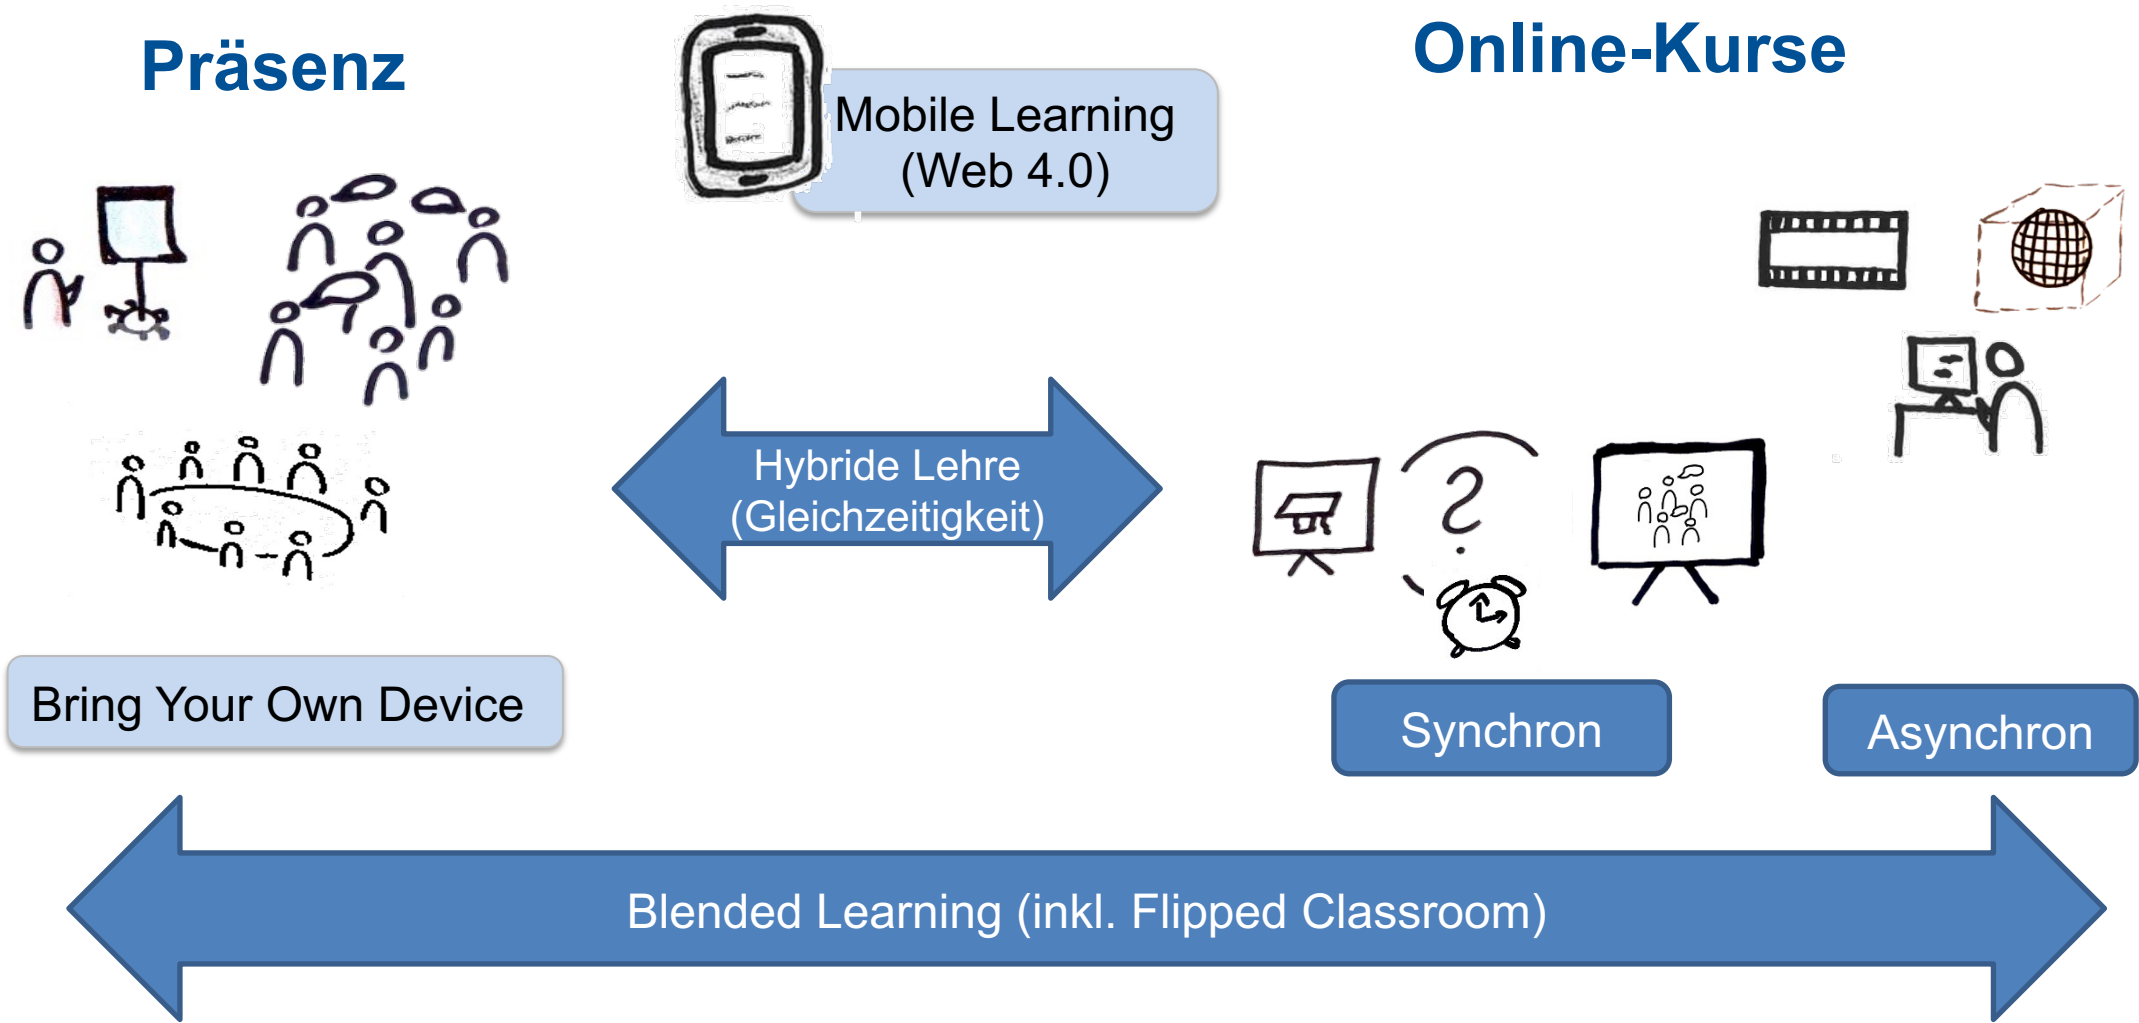 Präsenz
Online-Kurse
Mobile Learning
(Web 4.0)
Hybride Lehre
(Gleichzeitigkeit)
?
Bring Your Own Device
Synchron
Asynchron
Blended Learning (inkl. Flipped Classroom)